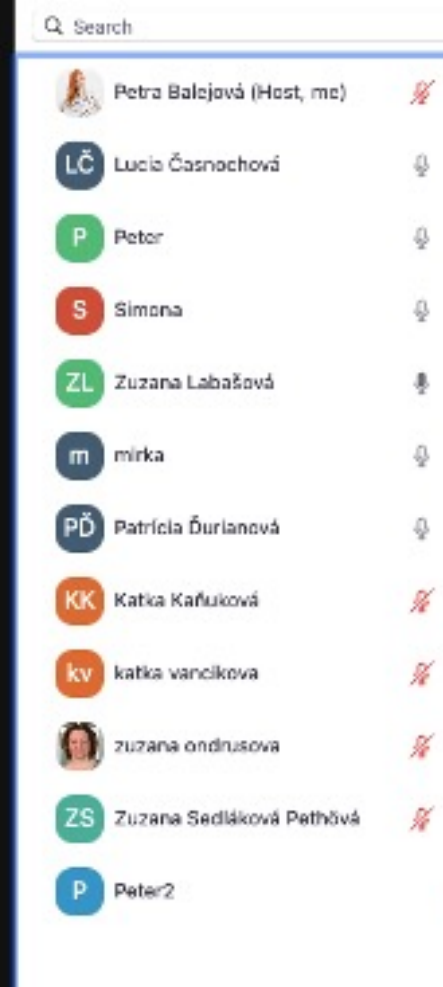 Search
Petra Balejová (Host, me)
LČ Lucia Časnochová
P Peter
S Simona
ZL Zuzana Labašová
m mirka
PĎ Patrícia Ďurianová
KK Katka Kaňuková
kv katka vancikova
zuzana ondrusova
ZS Zuzana Sedláková Pethövá
P Peter2